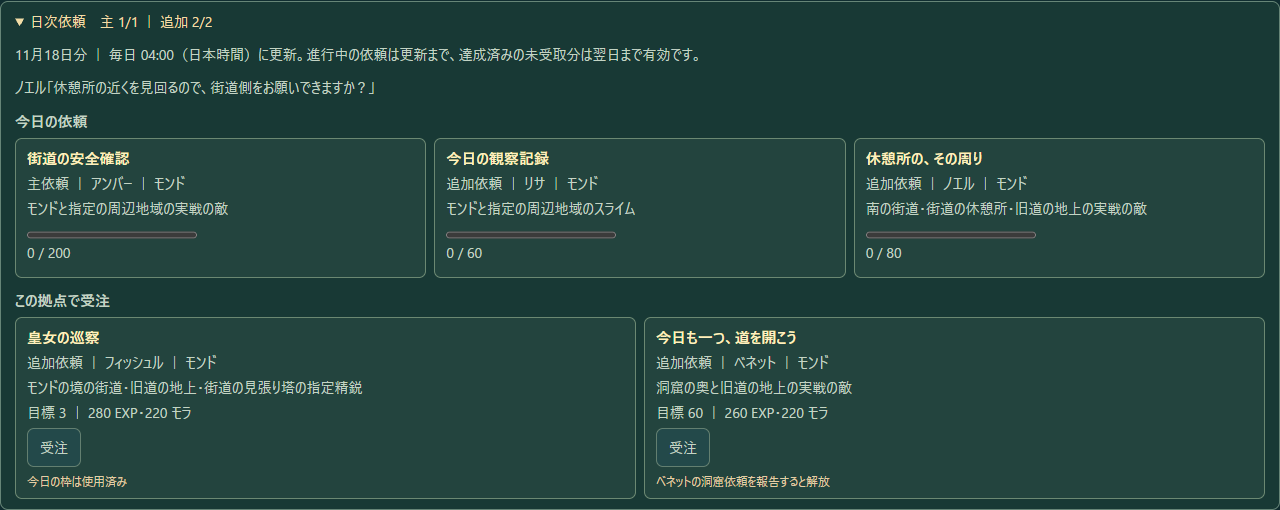 ▼ 日次依頼　主 1/1 ｜ 追加 2/2
11月18日分 ｜ 毎日 04:00（日本時間）に更新。進行中の依頼は更新まで、達成済みの未受取分は翌日まで有効です。
ノエル「休憩所の近くを見回るので、街道側をお願いできますか？」
今日の依頼
街道の安全確認
主依頼 ｜ アンバー ｜ モンド
モンドと指定の周辺地域の実戦の敵
0 / 200
今日の観察記録
追加依頼 ｜ リサ ｜ モンド
モンドと指定の周辺地域のスライム
0 / 60
休憩所の、その周り
追加依頼 ｜ ノエル ｜ モンド
南の街道・街道の休憩所・旧道の地上の実戦の敵
0 / 80
この拠点で受注
皇女の巡察
追加依頼 ｜ フィッシュル ｜ モンド
モンドの境の街道・旧道の地上・街道の見張り塔の指定精鋭
目標 3 ｜ 280 EXP・220 モラ
受注
今日の枠は使用済み
今日も一つ、道を開こう
追加依頼 ｜ ベネット ｜ モンド
洞窟の奥と旧道の地上の実戦の敵
目標 60 ｜ 260 EXP・220 モラ
受注
ベネットの洞窟依頼を報告すると解放